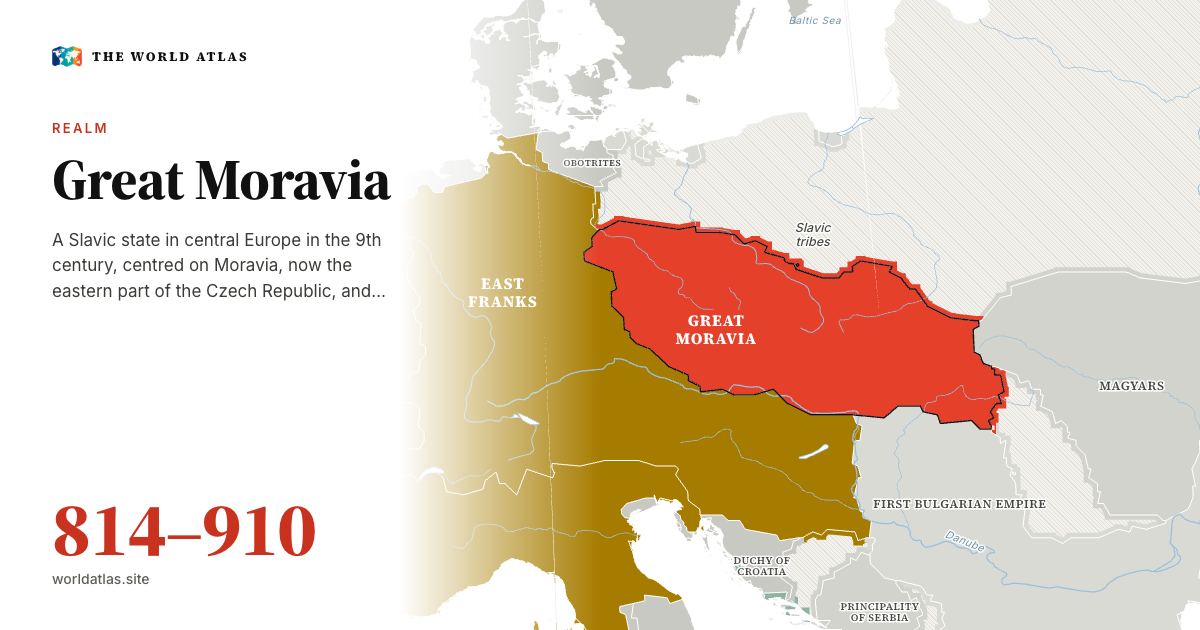 THE WORLD ATLAS
REALM
Great Moravia
A Slavic state in central Europe in the 9th
century, centred on Moravia, now the
eastern part of the Czech Republic, and...
814–910
worldatlas.site
Baltic Sea
OBOTRITES
Slavic
tribes
EAST
FRANKS
GREAT
MORAVIA
MAGYARS
FIRST BULGARIAN EMPIRE
Danube
DUCHY OF
CROATIA
PRINCIPALITY
OF SERBIA